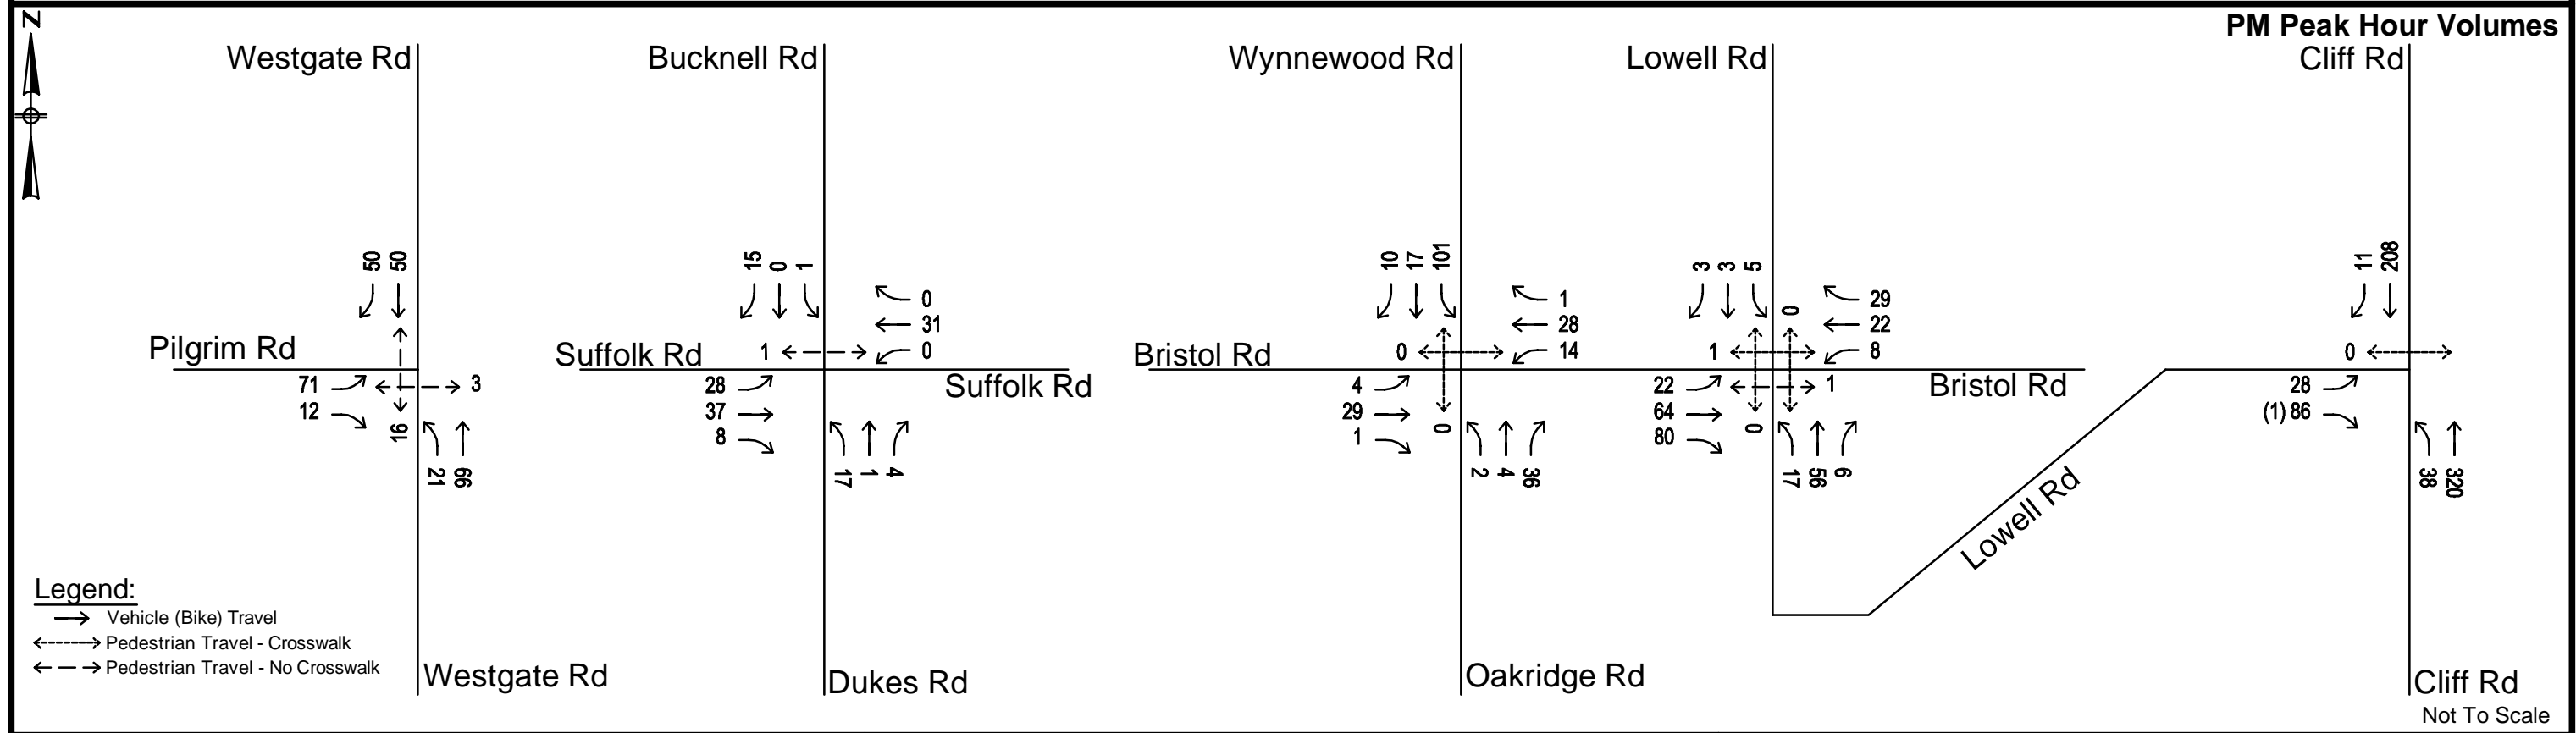 N
PM Peak Hour Volumes
Westgate Rd
Bucknell Rd
Wynnewood Rd
Lowell Rd
Cliff Rd
50 50
15 0 1
10 17 101
3 3 5
11 208
0
31
0
1
28
14
0
29
22
8
Pilgrim Rd
Suffolk Rd
1
Bristol Rd
0
1
0
71
12
3
16
28
37
8
Suffolk Rd
4
29
1
0
22
64
80
0
1
Bristol Rd
28
(1) 86
21 66
17 1 4
2 4 36
17 56 6
38 320
Lowell Rd
Legend:
Vehicle (Bike) Travel
Pedestrian Travel - Crosswalk
Pedestrian Travel - No Crosswalk
Westgate Rd
Dukes Rd
Oakridge Rd
Cliff Rd
Not To Scale